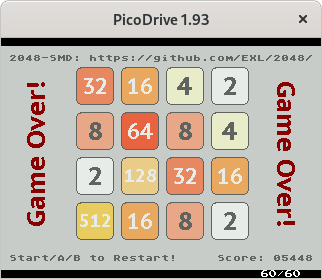 PicoDrive 1.93
2048-SMD: https://github.com/EXL/2048/
Game Over!
32 16 4 2
8 64 8 4
2 128 32 16
512 16 8 2
Game Over!
Start/A/B to Restart! Score: 05448
60/60